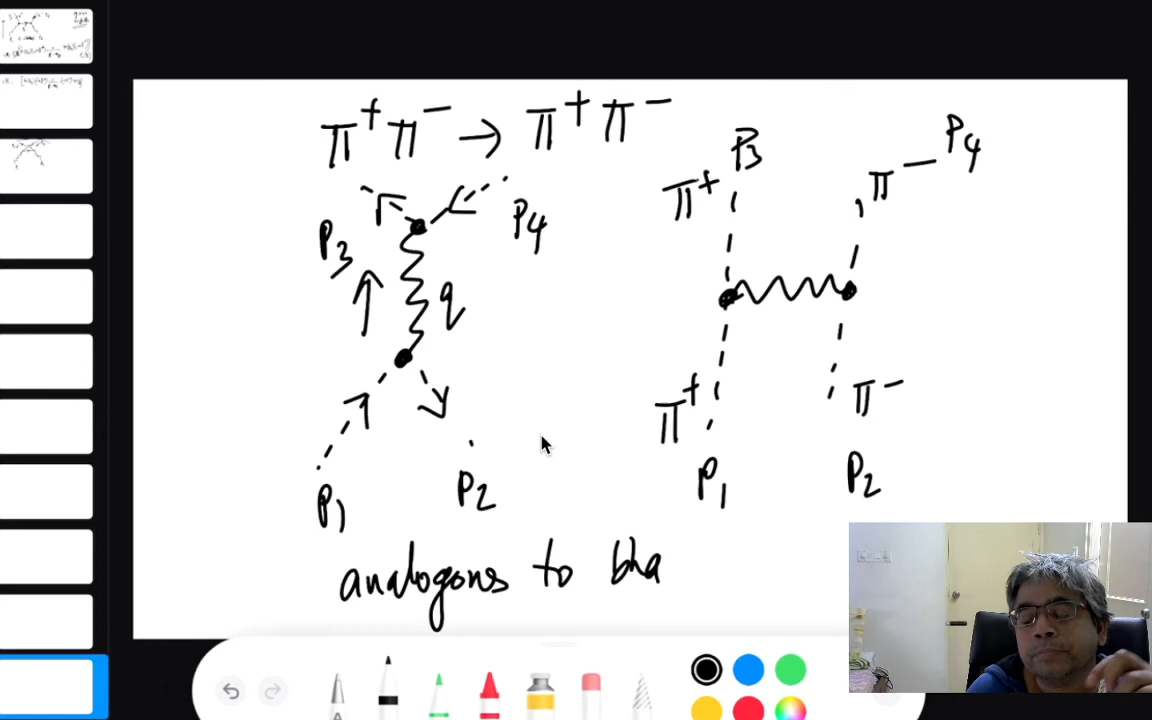 π⁺π⁻ → π⁺π⁻
P₃
P₄
q
P₁
P₂
π⁺ P₃
π⁻ P₄
π⁺
π⁻
P₁
P₂
analogous to bha